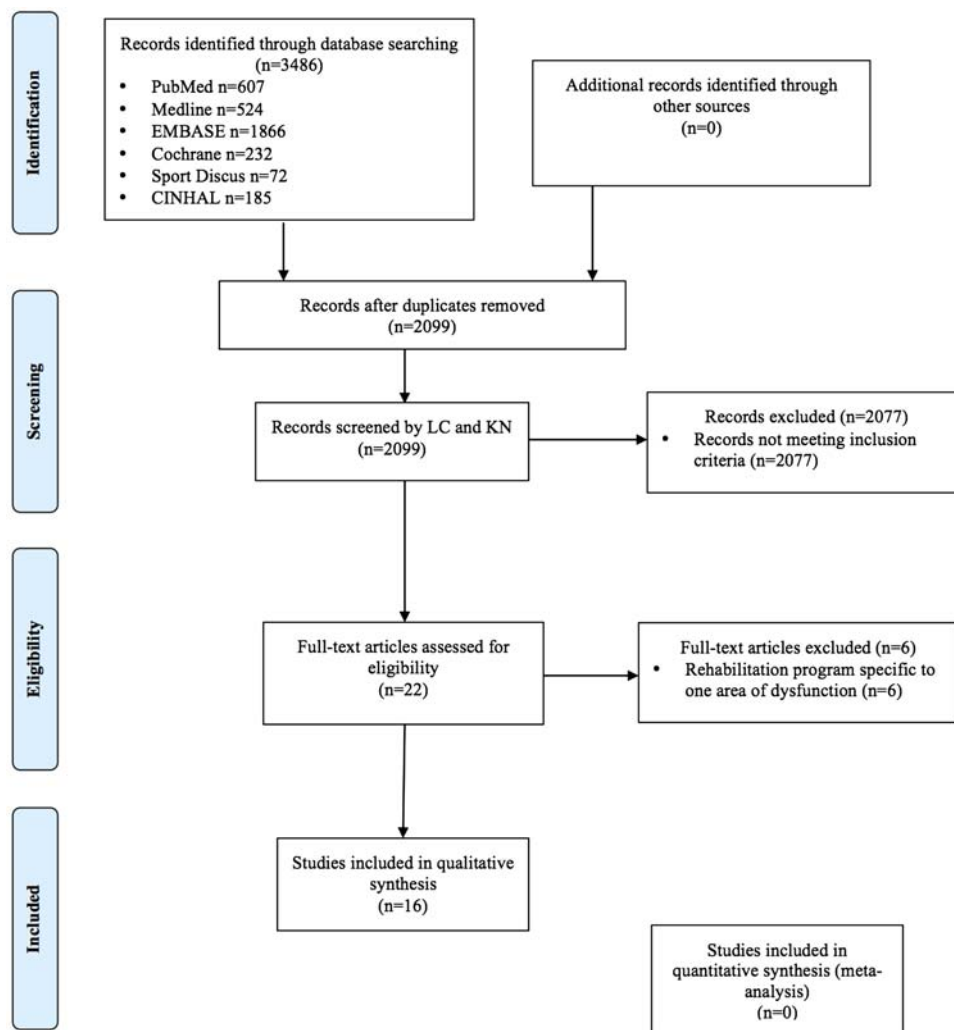 Identification
Records identified through database searching
(n=3486)
• PubMed n=607
• Medline n=524
• EMBASE n=1866
• Cochrane n=232
• Sport Discus n=72
• CINHAL n=185
Additional records identified through
other sources
(n=0)
Screening
Records after duplicates removed
(n=2099)
Records screened by LC and KN
(n=2099)
Records excluded (n=2077)
• Records not meeting inclusion
criteria (n=2077)
Eligibility
Full-text articles assessed for
eligibility
(n=22)
Full-text articles excluded (n=6)
• Rehabilitation program specific to
one area of dysfunction (n=6)
Included
Studies included in qualitative
synthesis
(n=16)
Studies included in
quantitative synthesis (meta-
analysis)
(n=0)